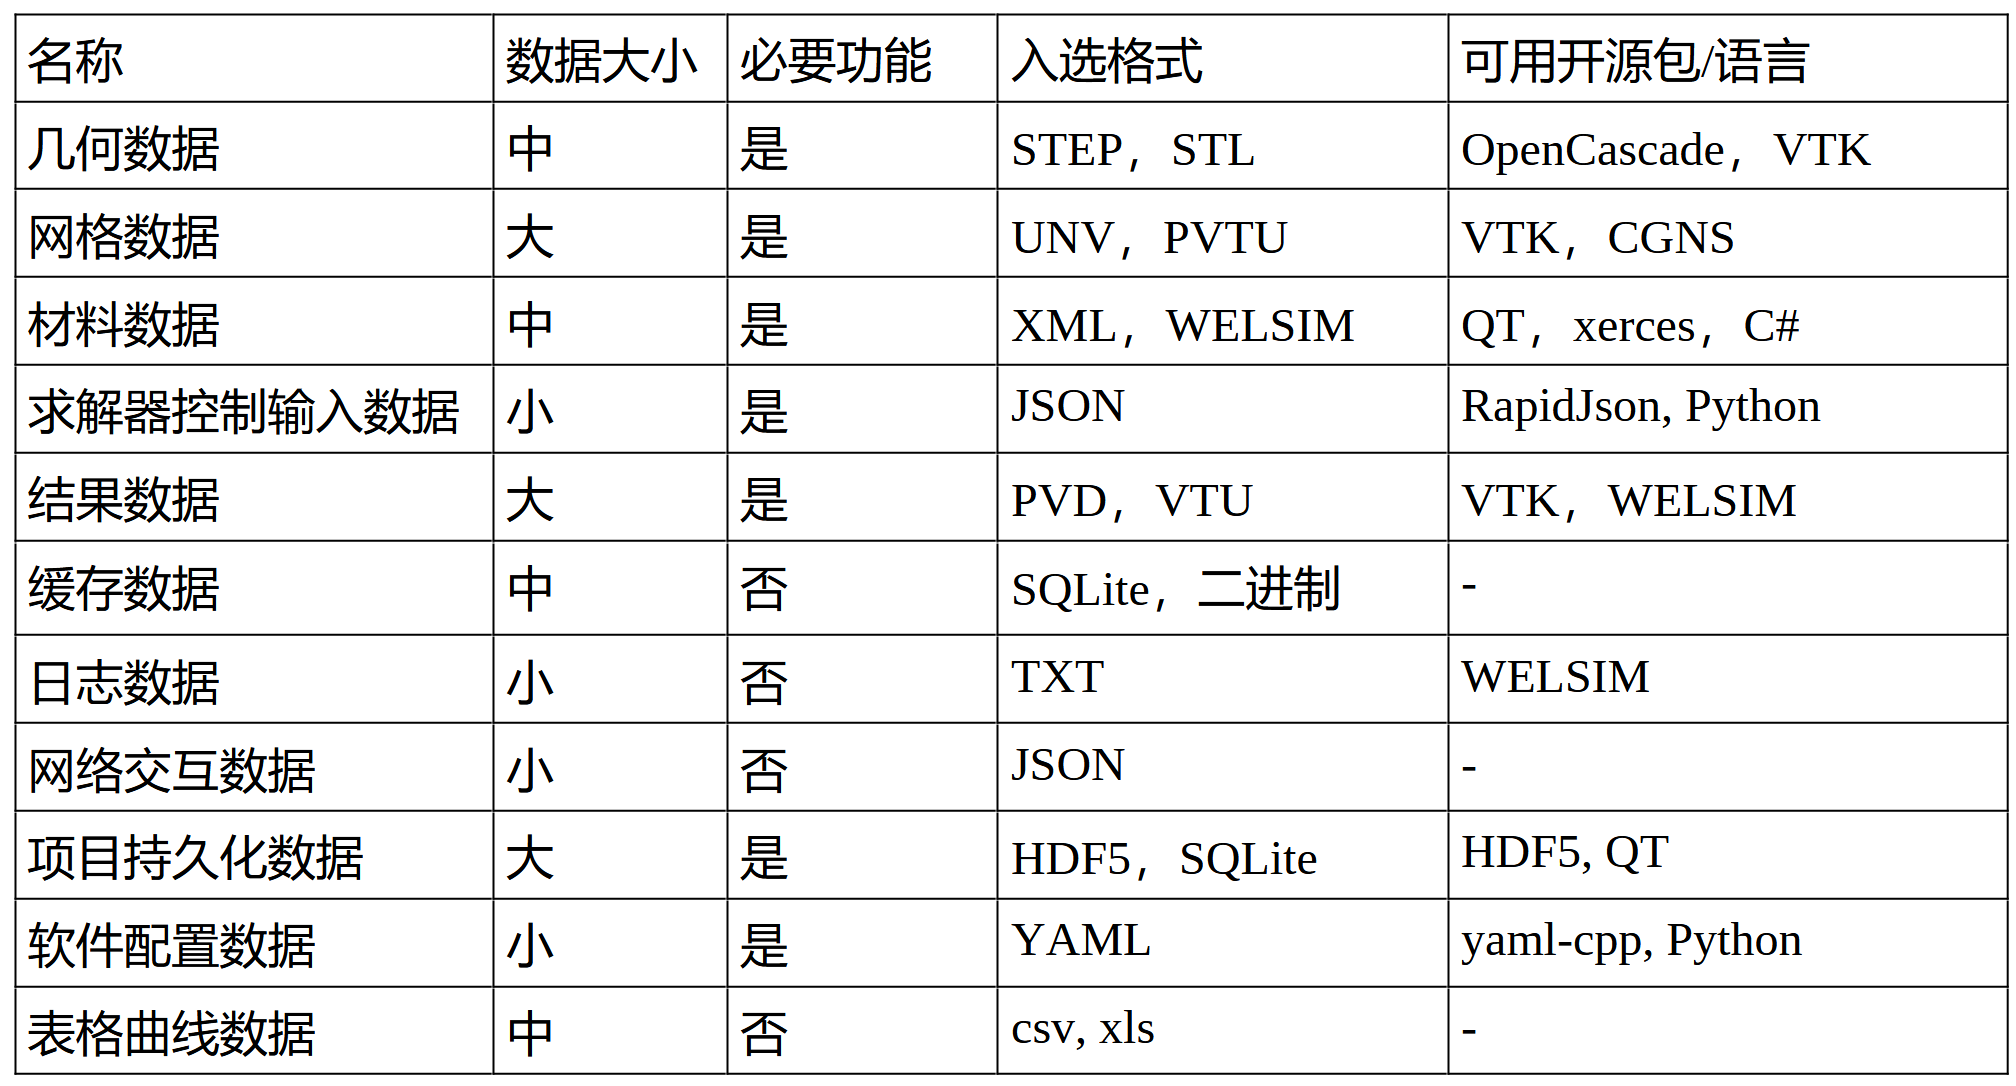 名称 数据大小 必要功能 入选格式 可用开源包/语言
几何数据 中 是 STEP，STL OpenCascade，VTK
网格数据 大 是 UNV，PVTU VTK，CGNS
材料数据 中 是 XML，WELSIM QT，xerces，C#
求解器控制输入数据 小 是 JSON RapidJson, Python
结果数据 大 是 PVD，VTU VTK，WELSIM
缓存数据 中 否 SQLite，二进制 -
日志数据 小 否 TXT WELSIM
网络交互数据 小 否 JSON -
项目持久化数据 大 是 HDF5，SQLite HDF5, QT
软件配置数据 小 是 YAML yaml-cpp, Python
表格曲线数据 中 否 csv, xls -